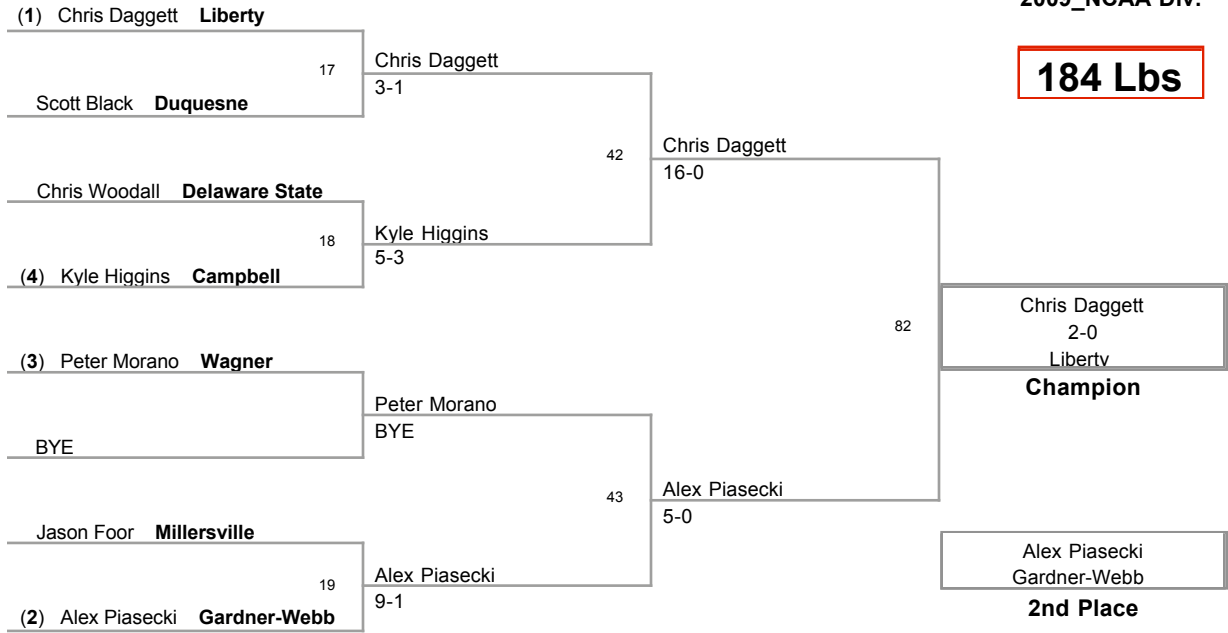 2009_NCAA Div.
184 Lbs
(1) Chris Daggett Liberty
17
Scott Black Duquesne
Chris Daggett
3-1
42
Chris Woodall Delaware State
18
(4) Kyle Higgins Campbell
Kyle Higgins
5-3
Chris Daggett
16-0
82
(3) Peter Morano Wagner
BYE
Peter Morano
BYE
43
Jason Foor Millersville
19
(2) Alex Piasecki Gardner-Webb
Alex Piasecki
9-1
Alex Piasecki
5-0
Chris Daggett
2-0
Liberty
Champion
Alex Piasecki
Gardner-Webb
2nd Place